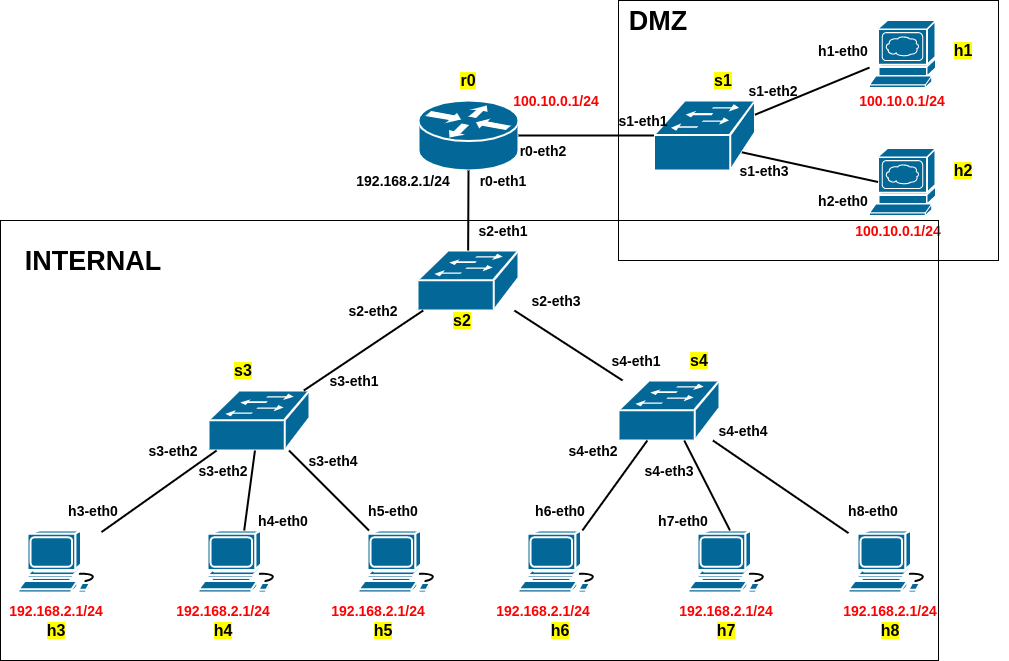 DMZ
h1-eth0
h1
r0
s1
s1-eth2
100.10.0.1/24
100.10.0.1/24
s1-eth1
r0-eth2
s1-eth3
h2
192.168.2.1/24
r0-eth1
h2-eth0
s2-eth1
100.10.0.1/24
INTERNAL
s2-eth2
s2
s2-eth3
s3
s3-eth1
s4-eth1
s4
s3-eth2
s3-eth2
s3-eth4
s4-eth2
s4-eth3
s4-eth4
h3-eth0
h4-eth0
h5-eth0
h6-eth0
h7-eth0
h8-eth0
192.168.2.1/24
192.168.2.1/24
192.168.2.1/24
192.168.2.1/24
192.168.2.1/24
192.168.2.1/24
h3
h4
h5
h6
h7
h8